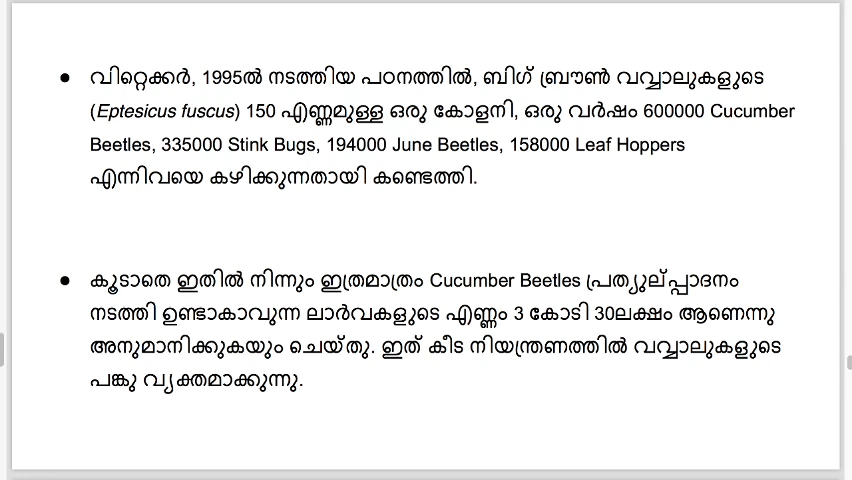 ● വിറ്റെക്കർ, 1995ൽ നടത്തിയ പഠനത്തിൽ, ബിഗ് ബ്രൗൺ വവ്വാലുകളുടെ
(Eptesicus fuscus) 150 എണ്ണമുള്ള ഒരു കോളനി, ഒരു വർഷം 600000 Cucumber
Beetles, 335000 Stink Bugs, 194000 June Beetles, 158000 Leaf Hoppers
എന്നിവയെ കഴിക്കുന്നതായി കണ്ടെത്തി.
● കൂടാതെ ഇതിൽ നിന്നും ഇത്രമാത്രം Cucumber Beetles പ്രത്യുല്പ്പാദനം
നടത്തി ഉണ്ടാകാവുന്ന ലാർവകളുടെ എണ്ണം 3 കോടി 30ലക്ഷം ആണെന്നു
അനുമാനിക്കുകയും ചെയ്തു. ഇത് കീട നിയന്ത്രണത്തിൽ വവ്വാലുകളുടെ
പങ്കു വ്യക്തമാക്കുന്നു.